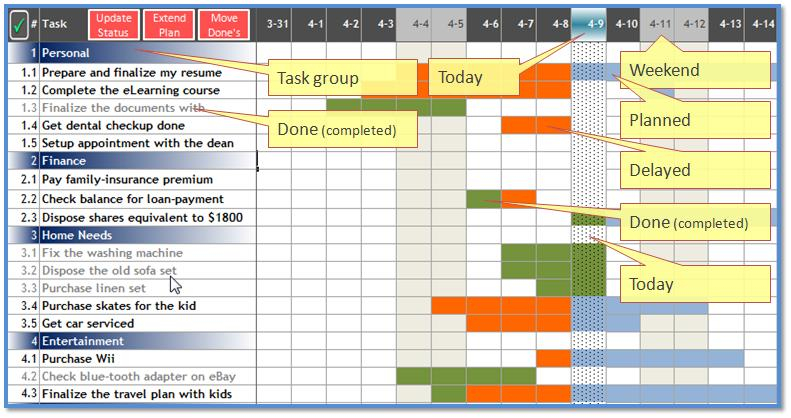 # Task Update Status Extend Plan Move Done's 3-31 4-1 4-2 4-3 4-4 4-5 4-6 4-7 4-8 4-9 4-10 4-11 4-12 4-13 4-14
1 Personal
Task group
Today
Weekend
1.1 Prepare and finalize my resume
1.2 Complete the eLearning course
1.3 Finalize the documents with
Done (completed)
Planned
1.4 Get dental checkup done
1.5 Setup appointment with the dean
Delayed
2 Finance
2.1 Pay family-insurance premium
2.2 Check balance for loan-payment
2.3 Dispose shares equivalent to $1800
Done (completed)
3 Home Needs
3.1 Fix the washing machine
3.2 Dispose the old sofa set
Today
3.3 Purchase linen set
3.4 Purchase skates for the kid
3.5 Get car serviced
4 Entertainment
4.1 Purchase Wii
4.2 Check blue-tooth adapter on eBay
4.3 Finalize the travel plan with kids